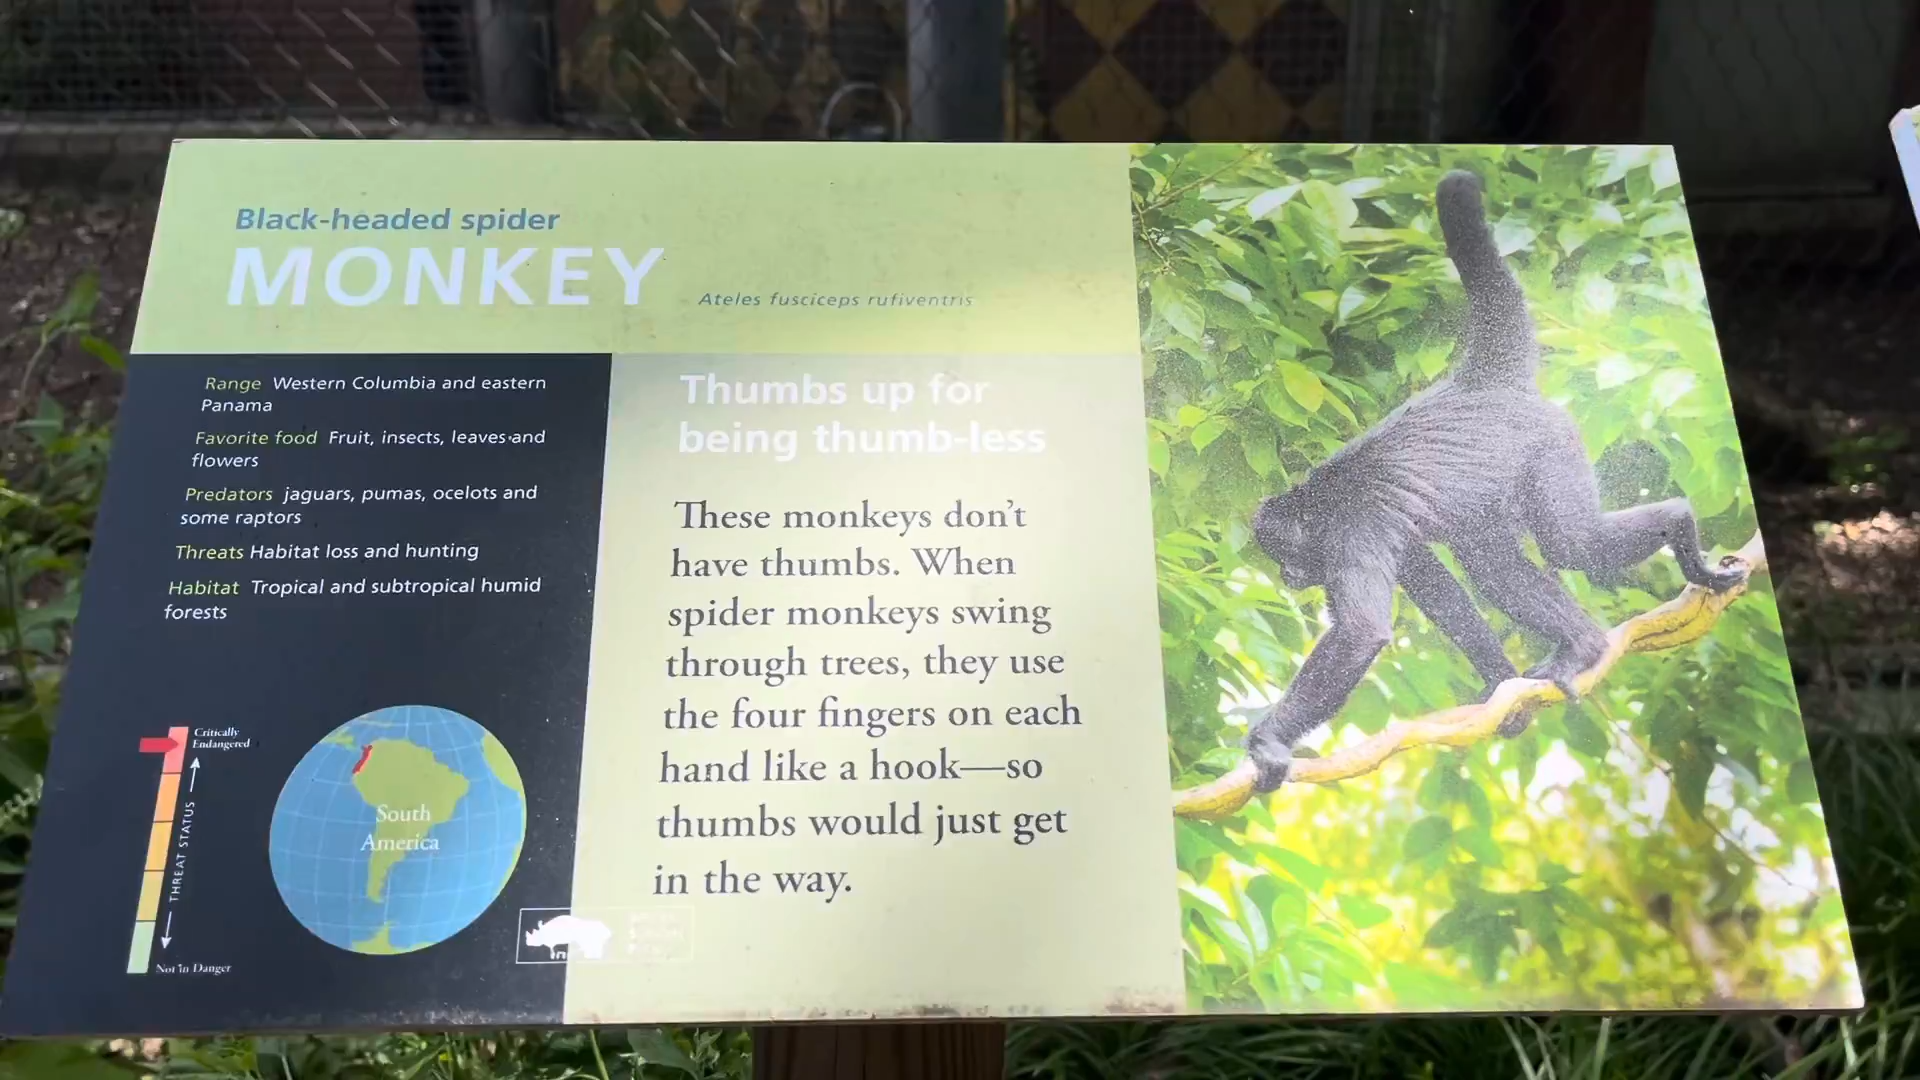 Black-headed spider
MONKEY
Ateles fusciceps rufiventris
Range Western Columbia and eastern
Panama
Favorite food Fruit, insects, leaves and
flowers
Predators jaguars, pumas, ocelots and
some raptors
Threats Habitat loss and hunting
Habitat Tropical and subtropical humid
forests
Critically
Endangered
THREAT STATUS
Not in Danger
South
America
Thumbs up for
being thumb-less
These monkeys don't
have thumbs. When
spider monkeys swing
through trees, they use
the four fingers on each
hand like a hook—so
thumbs would just get
in the way.